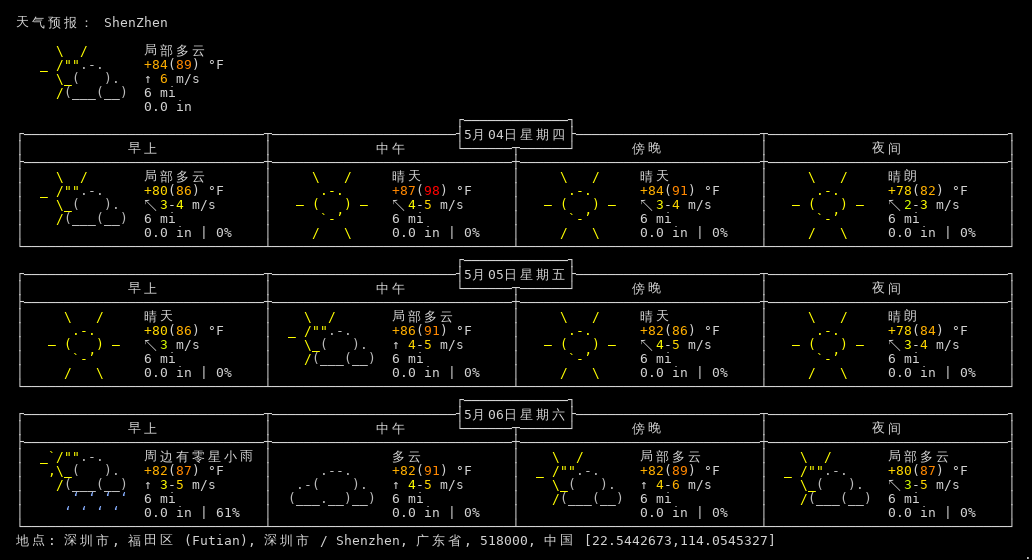 天气预报： ShenZhen
局部多云
+84(89) °F
↑ 6 m/s
6 mi
0.0 in
5月04日星期四
早上 中午 傍晚 夜间
局部多云 晴天 晴天 晴朗
+80(86) °F +87(98) °F +84(91) °F +78(82) °F
↖ 3-4 m/s ↖ 4-5 m/s ↖ 3-4 m/s ↖ 2-3 m/s
6 mi 6 mi 6 mi 6 mi
0.0 in | 0% 0.0 in | 0% 0.0 in | 0% 0.0 in | 0%
5月05日星期五
早上 中午 傍晚 夜间
晴天 局部多云 晴天 晴朗
+80(86) °F +86(91) °F +82(86) °F +78(84) °F
↖ 3 m/s ↑ 4-5 m/s ↖ 4-5 m/s ↖ 3-4 m/s
6 mi 6 mi 6 mi 6 mi
0.0 in | 0% 0.0 in | 0% 0.0 in | 0% 0.0 in | 0%
5月06日星期六
早上 中午 傍晚 夜间
周边有零星小雨 多云 局部多云 局部多云
+82(87) °F +82(91) °F +82(89) °F +80(87) °F
↑ 3-5 m/s ↑ 4-5 m/s ↑ 4-6 m/s ↖ 3-5 m/s
6 mi 6 mi 6 mi 6 mi
0.0 in | 61% 0.0 in | 0% 0.0 in | 0% 0.0 in | 0%
地点: 深圳市, 福田区 (Futian), 深圳市 / Shenzhen, 广东省, 518000, 中国 [22.5442673,114.0545327]